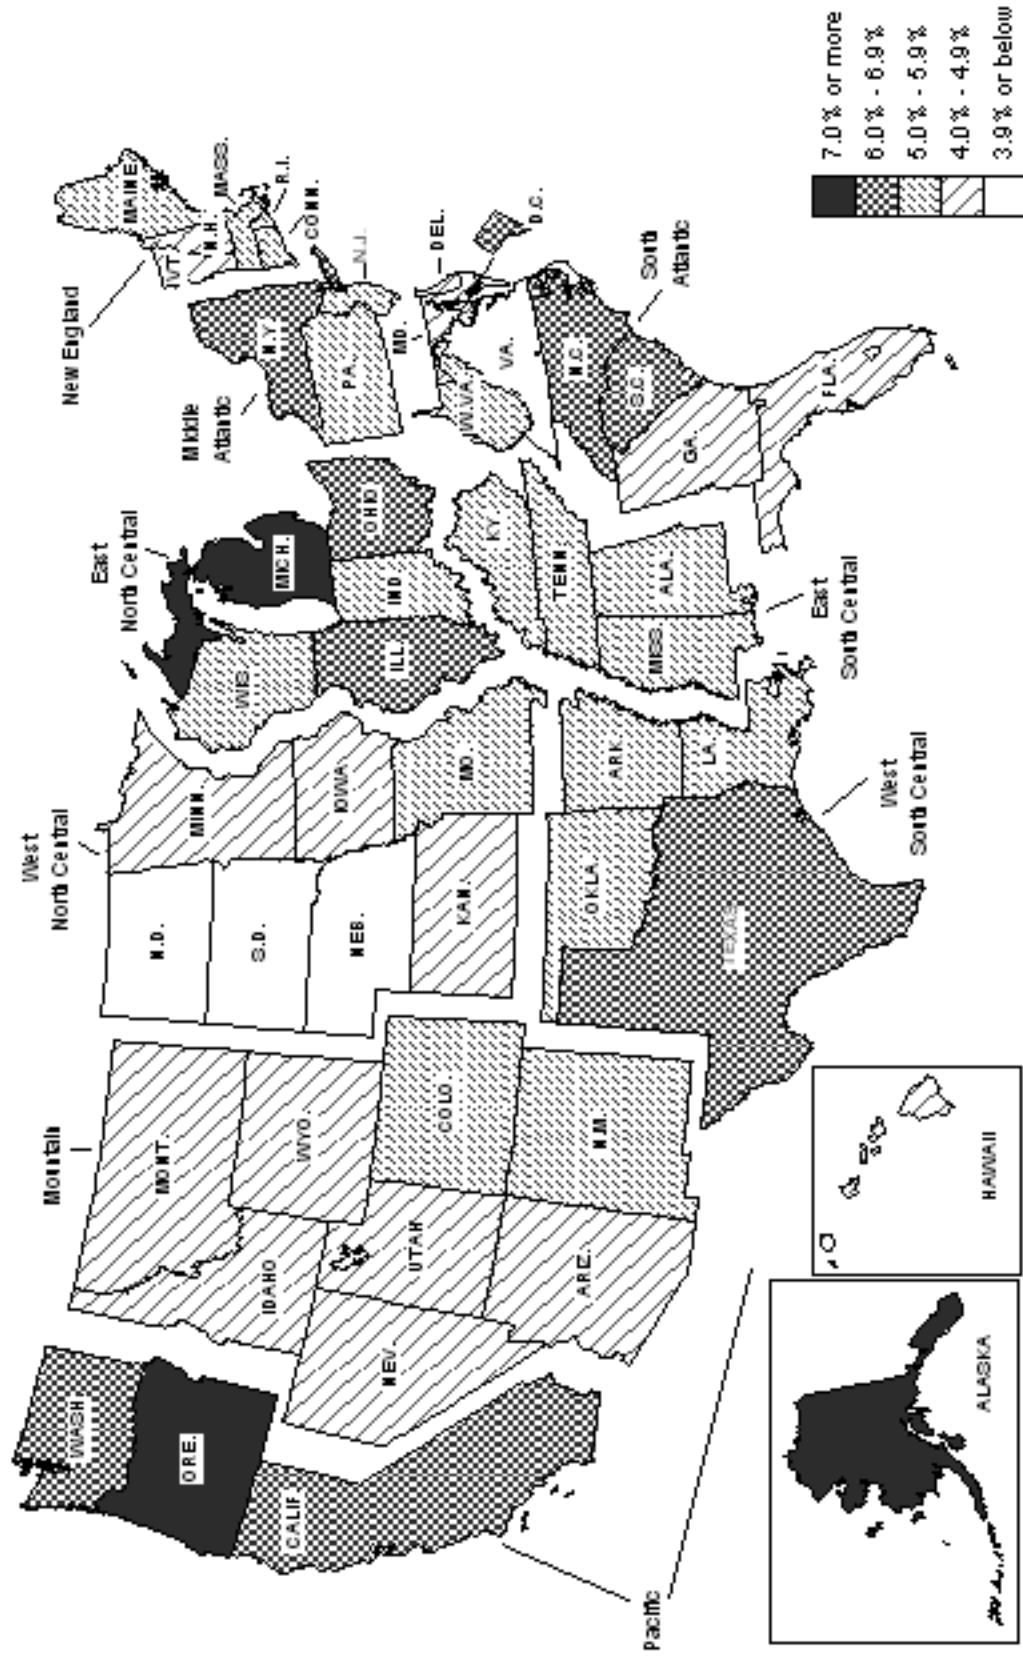 Pacific
WASH
ORE.
CALIF.
Mountain
MONT.
IDAHO
WYO.
NEV.
UTAH
COLO
ARIZ.
N.M.
West
North Central
N.D.
S.D.
NEB.
KAN.
MINN.
IOWA
MO.
West
South Central
OKLA
TEXAS
ARK.
LA.
East
North Central
WIS.
MICH.
ILL.
IND
OHIO
East
South Central
KY.
TENN
MISS.
ALA.
Middle
Atlantic
N.Y.
PA.
N.J.
New England
MAINE
VT.
N.H.
MASS.
R.I.
CONN.
South
Atlantic
DEL.
MD.
D.C.
W.VA.
VA.
N.C.
S.C.
GA.
FLA.
ALASKA
HAWAII
7.0% or more
6.0% - 6.9%
5.0% - 5.9%
4.0% - 4.9%
3.9% or below